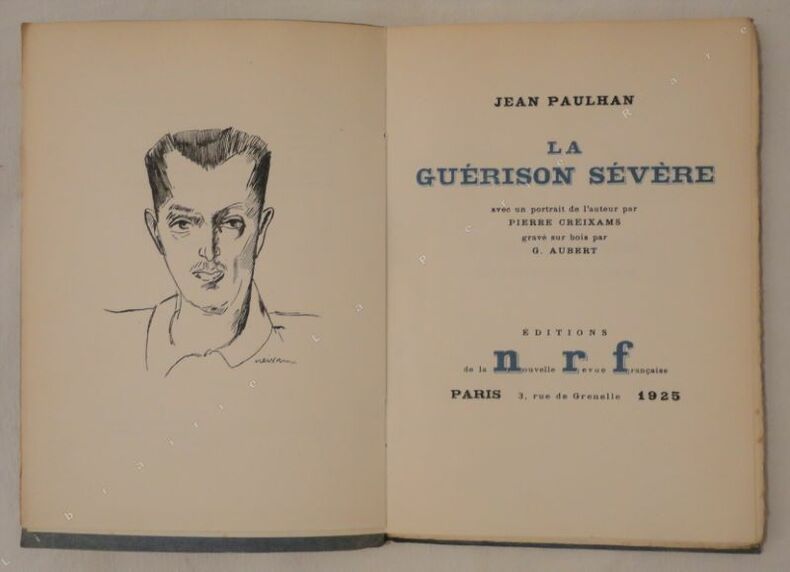 JEAN PAULHAN
LA
GUÉRISON SÉVÈRE
avec un portrait de l'auteur par
PIERRE CREIXAMS
gravé sur bois par
G. AUBERT
ÉDITIONS
de la nouvelle revue française
PARIS 3, rue de Grenelle 1925